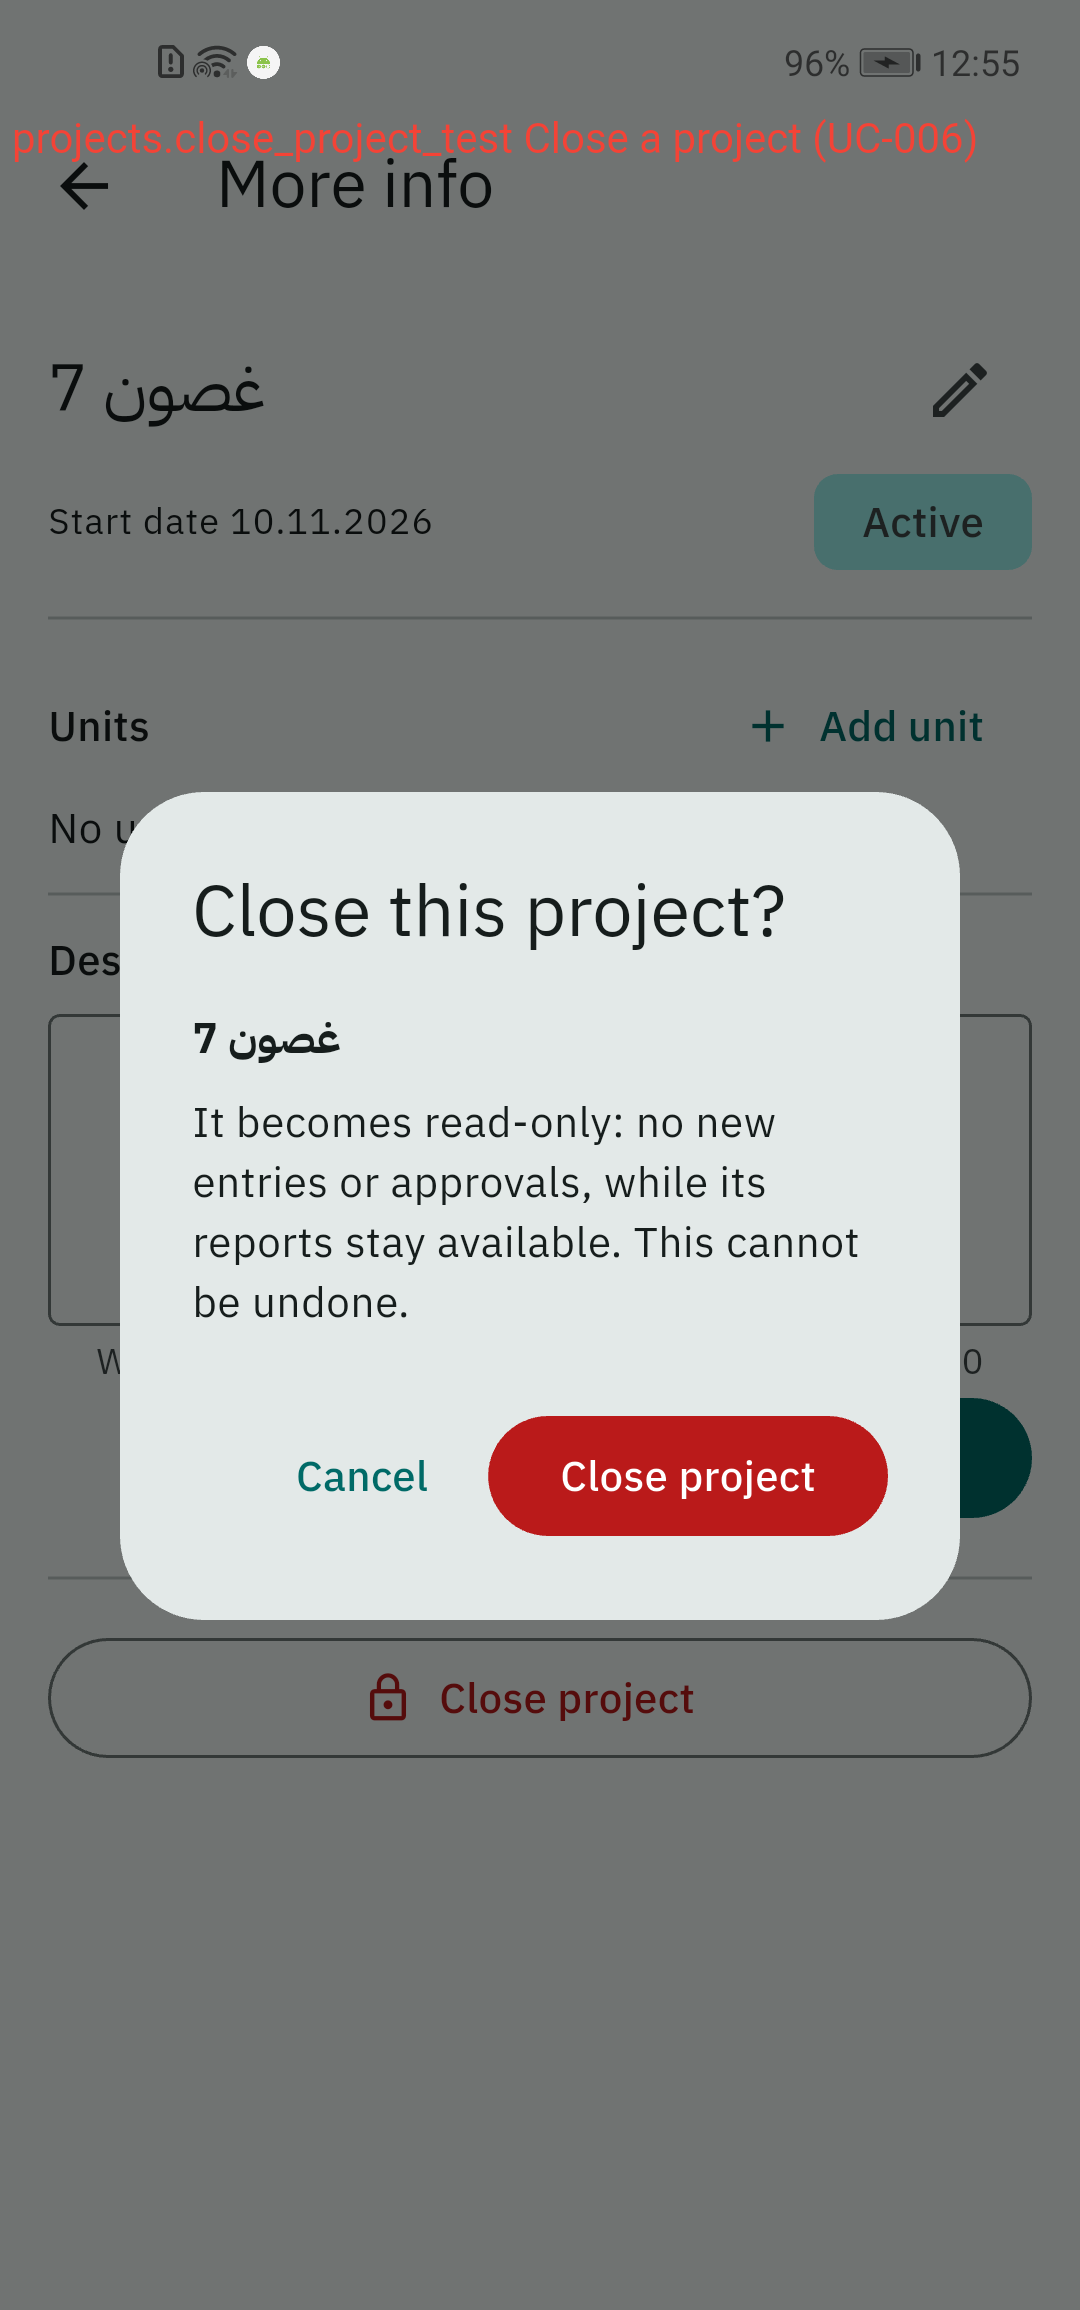 96% 12:55
projects.close_project_test Close a project (UC-006)
More info
غصون 7
Start date 10.11.2026
Active
Units
+ Add unit
No
Close this project?
غصون 7
It becomes read-only: no new
entries or approvals, while its
reports stay available. This cannot
be undone.
0
Cancel
Close project
Close project